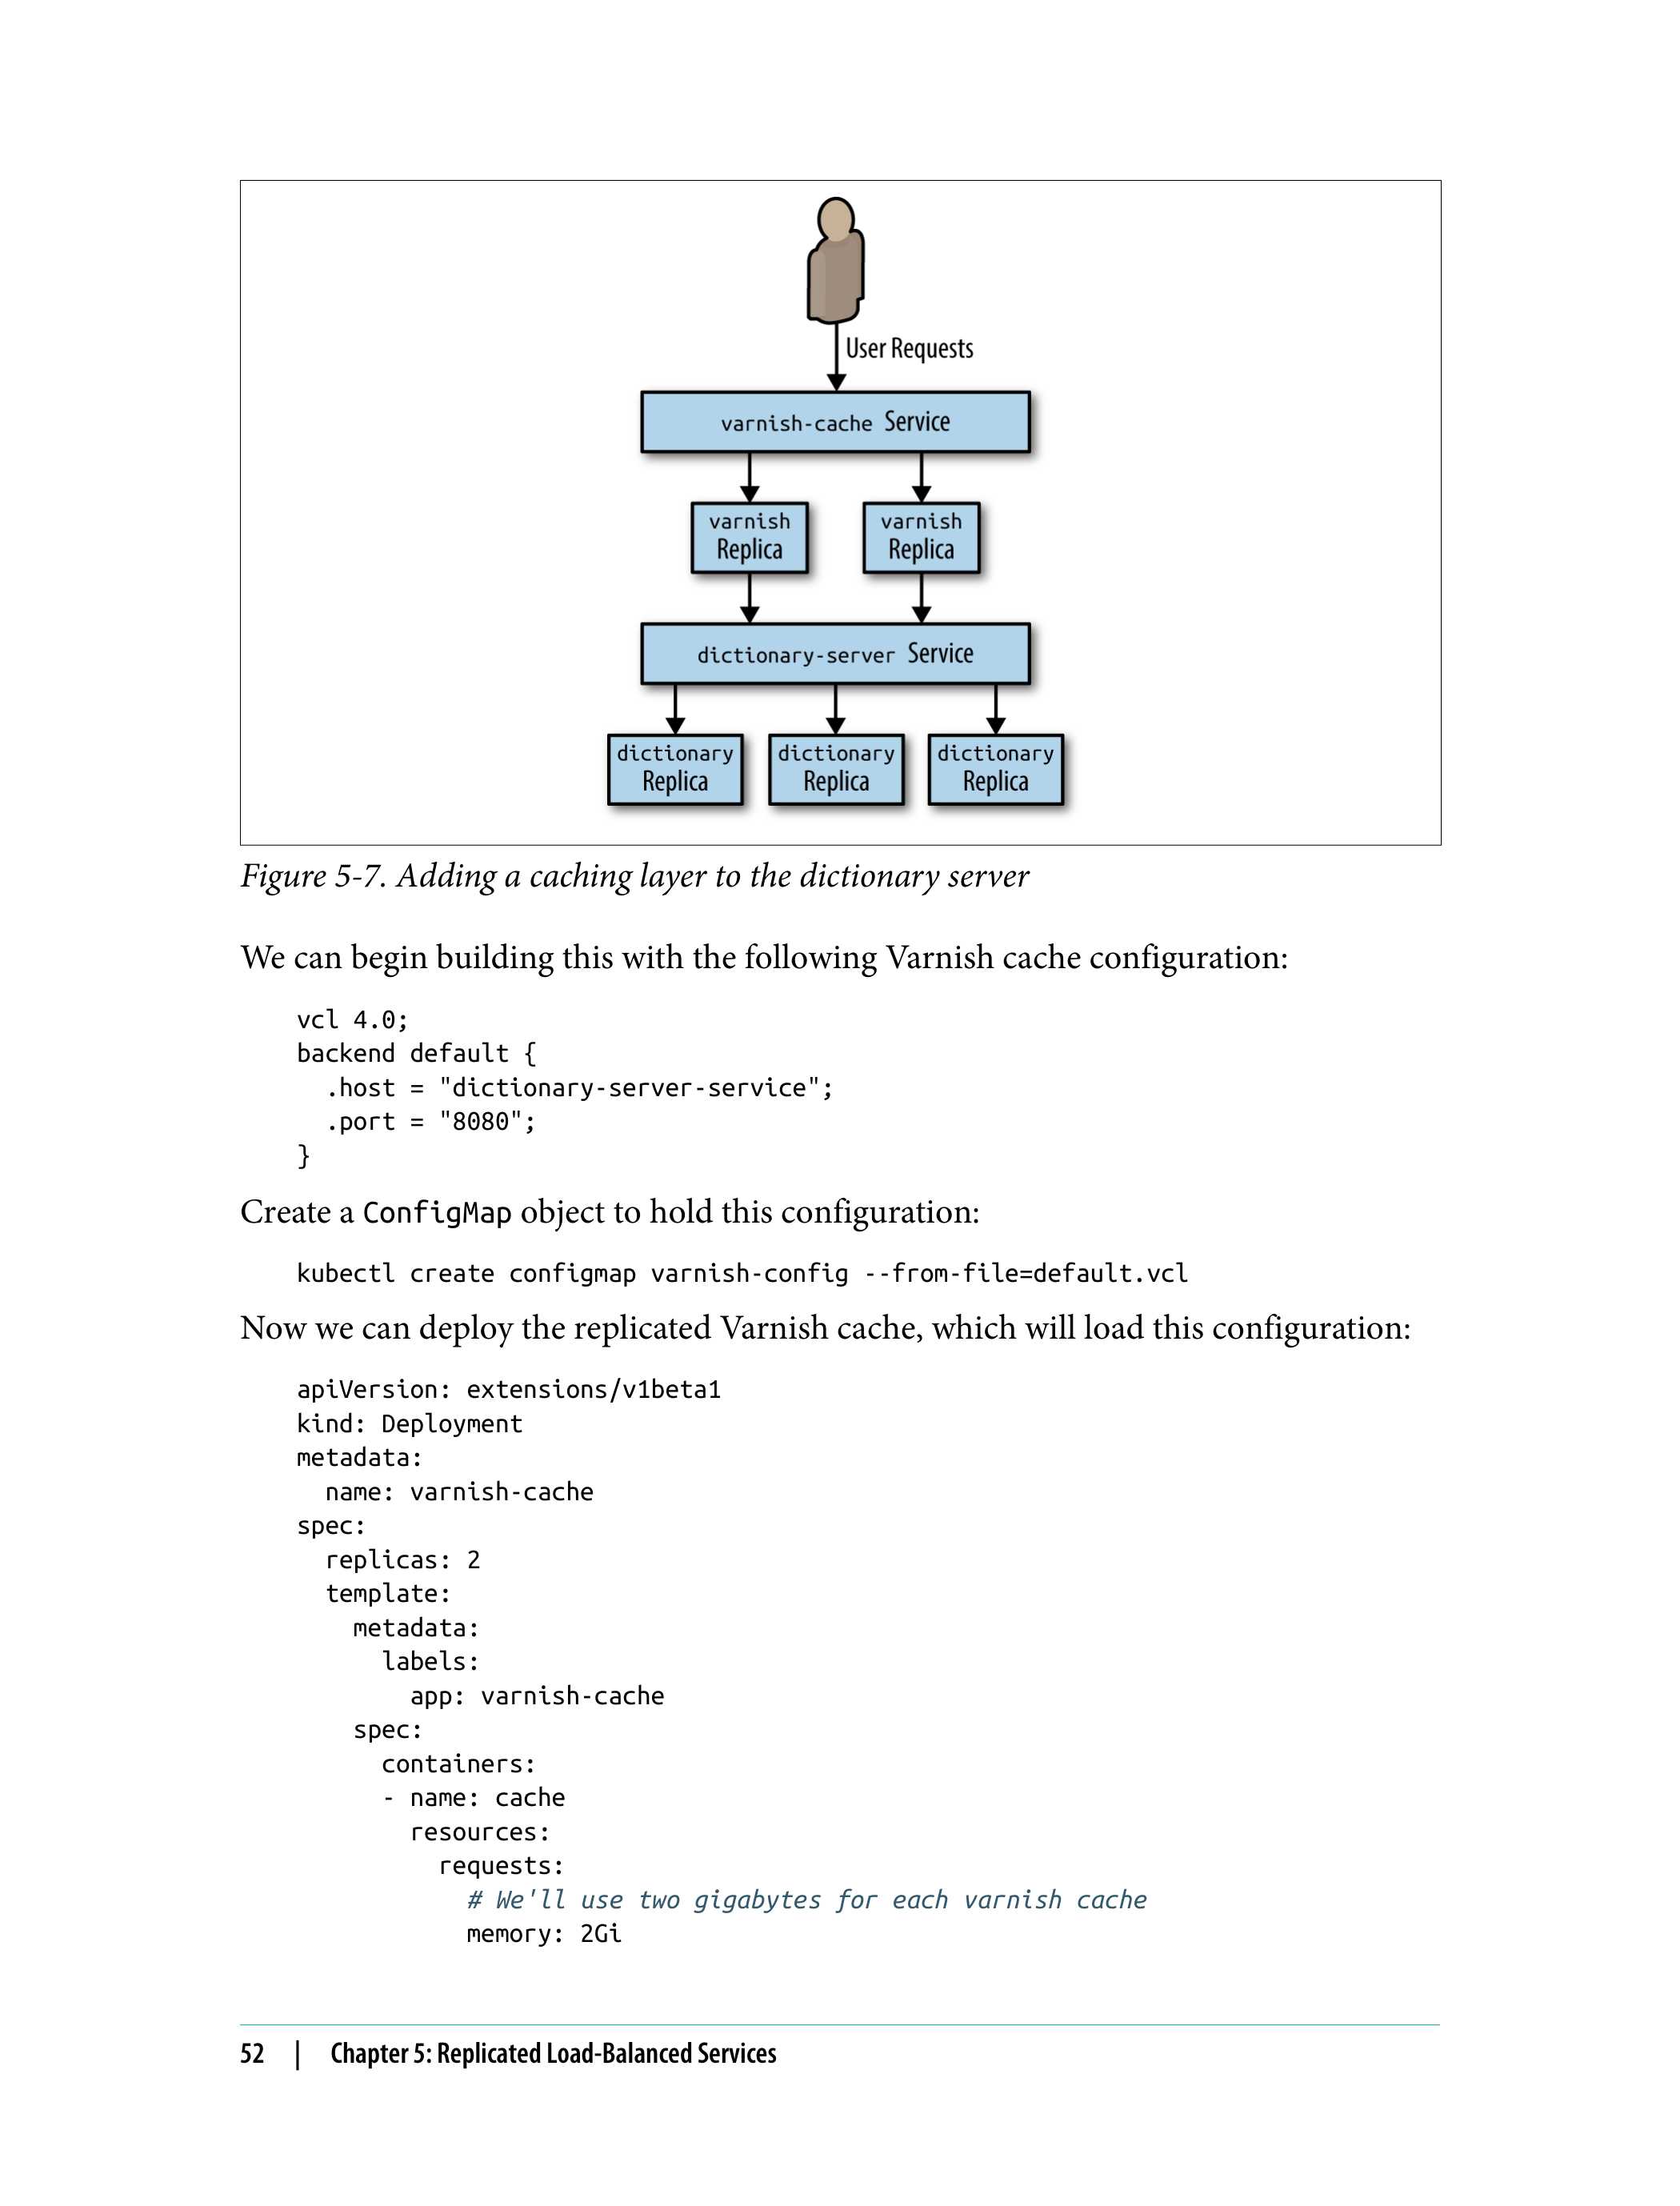 User Requests
varnish-cache Service
varnish varnish
Replica Replica
dictionary-server Service
dictionary dictionary dictionary
Replica Replica Replica
Figure 5-7. Adding a caching layer to the dictionary server
We can begin building this with the following Varnish cache configuration:
vcl 4.0;
backend default {
  .host = "dictionary-server-service";
  .port = "8080";
}
Create a ConfigMap object to hold this configuration:
kubectl create configmap varnish-config --from-file=default.vcl
Now we can deploy the replicated Varnish cache, which will load this configuration:
apiVersion: extensions/v1beta1
kind: Deployment
metadata:
  name: varnish-cache
spec:
  replicas: 2
  template:
    metadata:
      labels:
        app: varnish-cache
    spec:
      containers:
      - name: cache
        resources:
          requests:
            # We'll use two gigabytes for each varnish cache
            memory: 2Gi
52 | Chapter 5: Replicated Load-Balanced Services